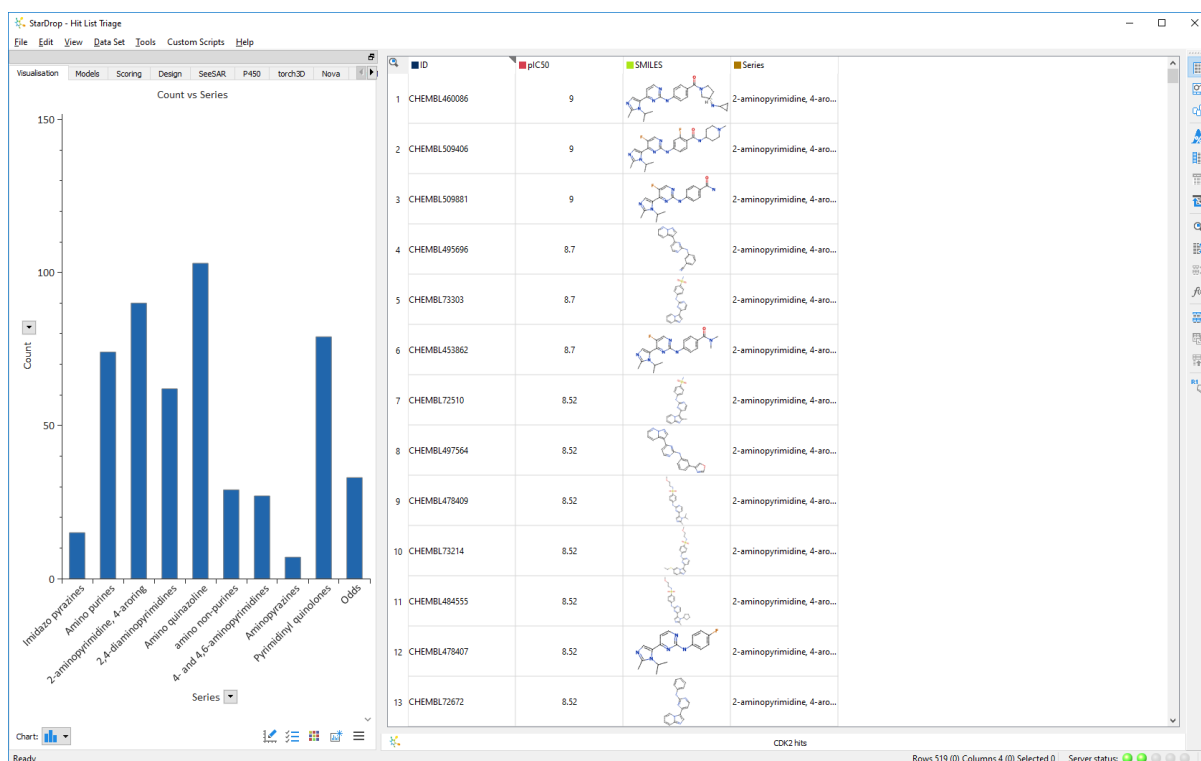 StarDrop - Hit List Triage
File Edit View Data Set Tools Custom Scripts Help
Visualisation Models Scoring Design SeeSAR P450 torch3D Nova
Count vs Series
150
100
50
0
Count
Imidazo pyrazines
Amino purines
2-aminopyrimidine, 4-aroring
2,4-diaminopyrimidines
Amino quinazoline
amino non-purines
4- and 4,6-aminopyrimidines
Aminopyrazines
Pyrimidinyl quinolones
Odds
Series
Chart:
ID pIC50 SMILES Series
1 CHEMBL460086 9 2-aminopyrimidine, 4-aro...
2 CHEMBL509406 9 2-aminopyrimidine, 4-aro...
3 CHEMBL509881 9 2-aminopyrimidine, 4-aro...
4 CHEMBL495696 8.7 2-aminopyrimidine, 4-aro...
5 CHEMBL73303 8.7 2-aminopyrimidine, 4-aro...
6 CHEMBL453862 8.7 2-aminopyrimidine, 4-aro...
7 CHEMBL72510 8.52 2-aminopyrimidine, 4-aro...
8 CHEMBL497564 8.52 2-aminopyrimidine, 4-aro...
9 CHEMBL478409 8.52 2-aminopyrimidine, 4-aro...
10 CHEMBL73214 8.52 2-aminopyrimidine, 4-aro...
11 CHEMBL484555 8.52 2-aminopyrimidine, 4-aro...
12 CHEMBL478407 8.52 2-aminopyrimidine, 4-aro...
13 CHEMBL72672 8.52 2-aminopyrimidine, 4-aro...
CDK2 hits
Ready
Rows 519 (0) Columns 4 (0) Selected 0 Server status: